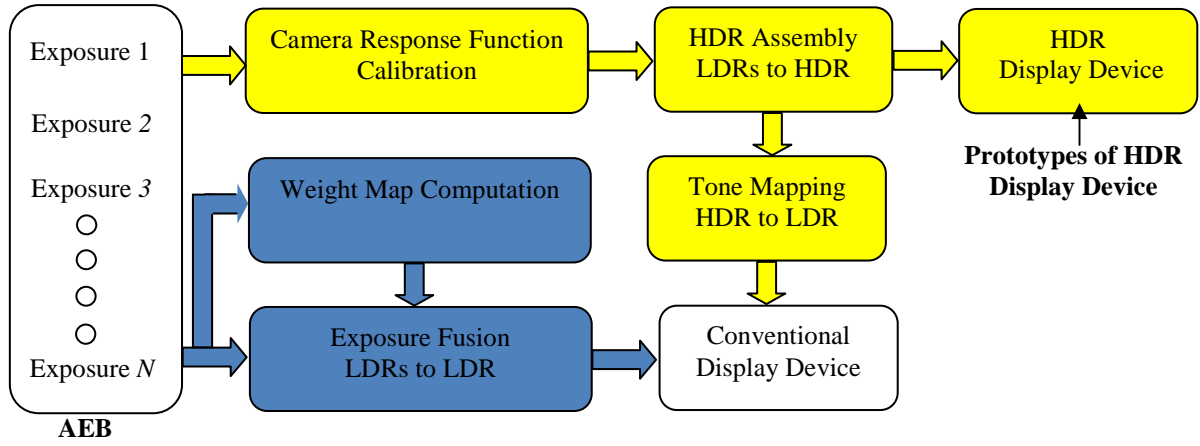 Exposure 1
Exposure 2
Exposure 3
Exposure N
AEB
Camera Response Function
Calibration
HDR Assembly
LDRs to HDR
HDR
Display Device
Prototypes of HDR
Display Device
Weight Map Computation
Tone Mapping
HDR to LDR
Exposure Fusion
LDRs to LDR
Conventional
Display Device